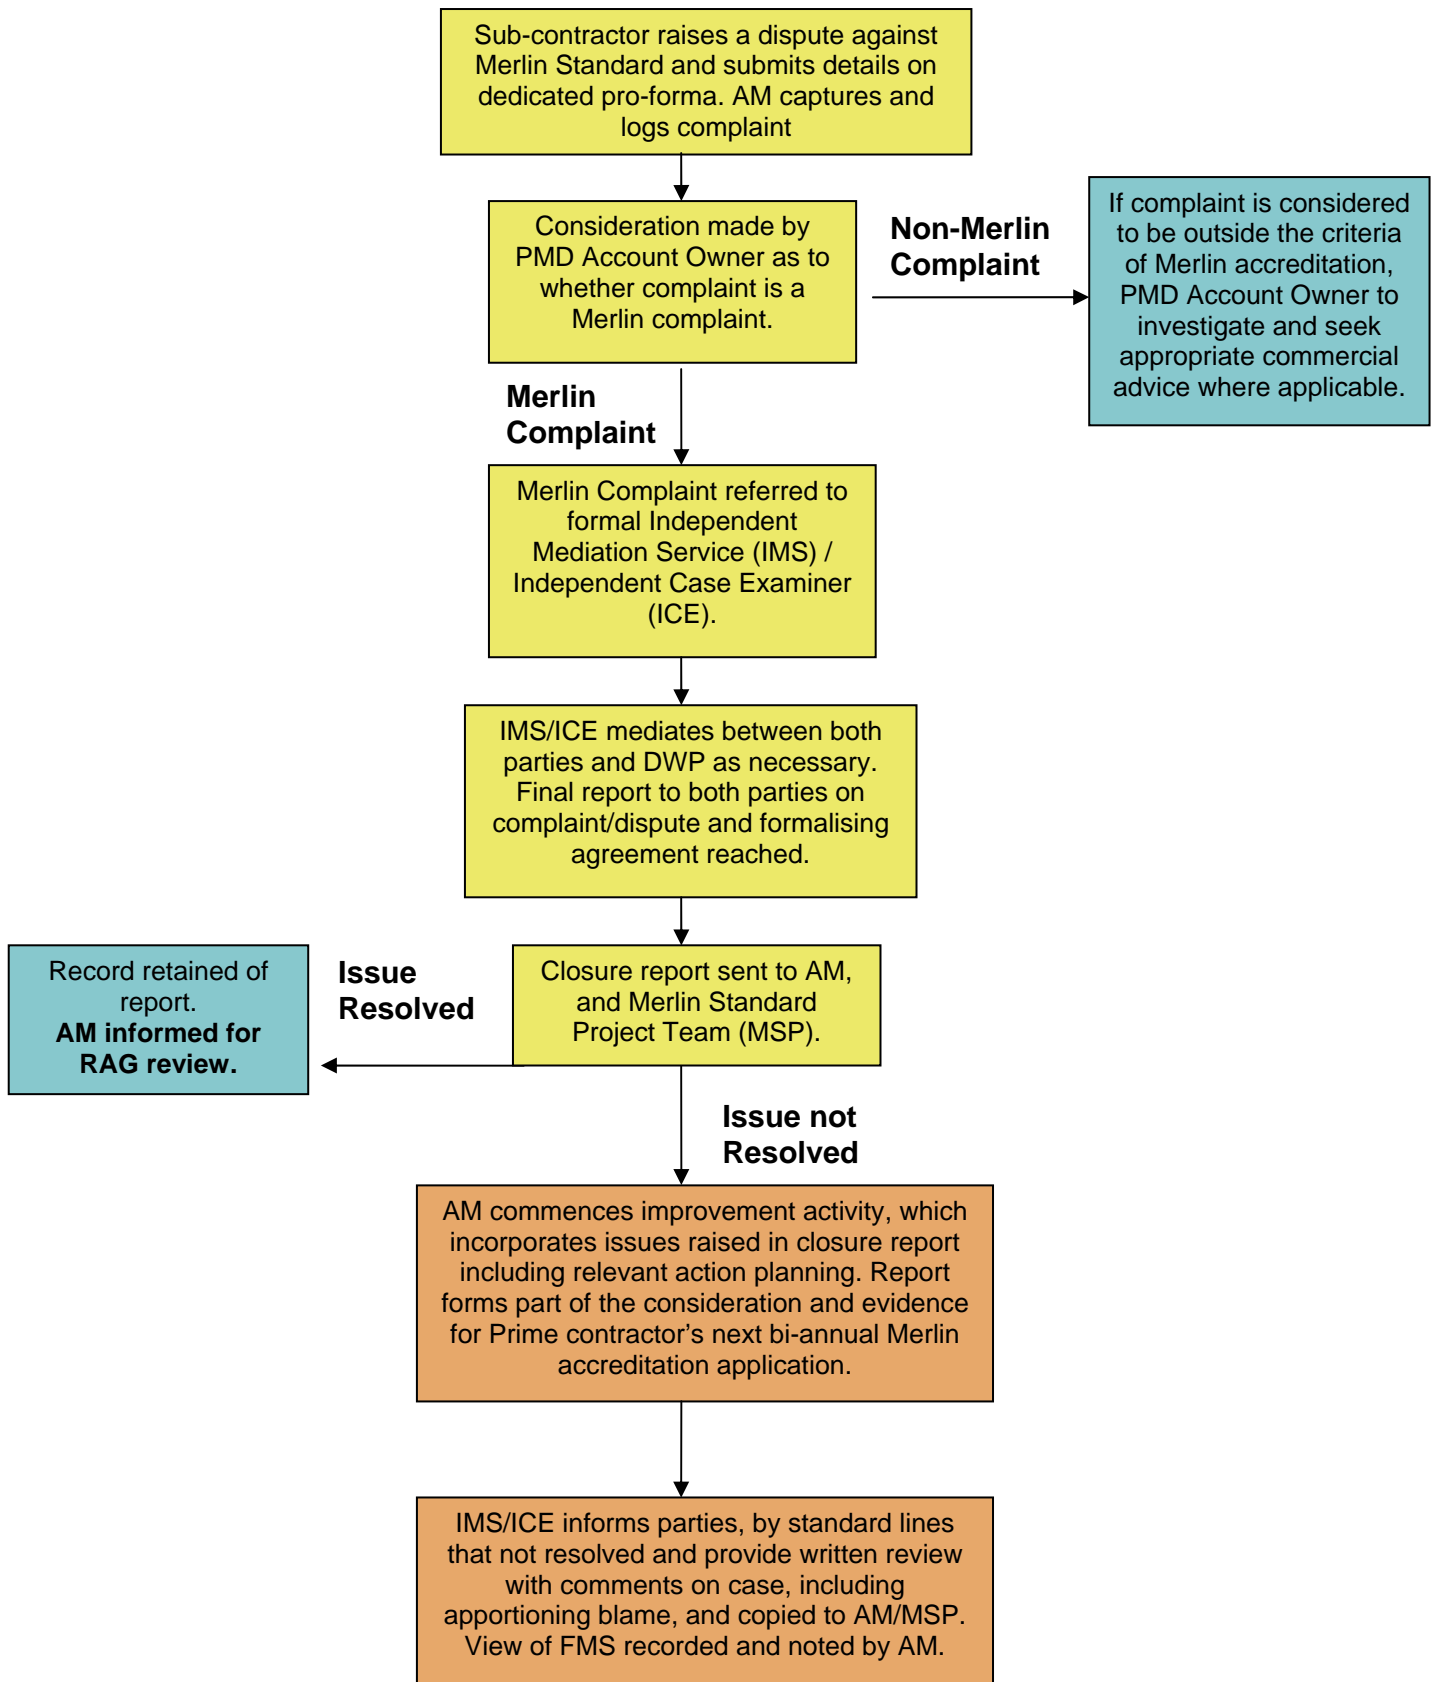 Sub-contractor raises a dispute against
Merlin Standard and submits details on
dedicated pro-forma. AM captures and
logs complaint
Consideration made by
PMD Account Owner as to
whether complaint is a
Merlin complaint.
Non-Merlin
Complaint
If complaint is considered
to be outside the criteria
of Merlin accreditation,
PMD Account Owner to
investigate and seek
appropriate commercial
advice where applicable.
Merlin
Complaint
Merlin Complaint referred to
formal Independent
Mediation Service (IMS) /
Independent Case Examiner
(ICE).
IMS/ICE mediates between both
parties and DWP as necessary.
Final report to both parties on
complaint/dispute and formalising
agreement reached.
Closure report sent to AM,
and Merlin Standard
Project Team (MSP).
Issue
Resolved
Record retained of
report.
AM informed for
RAG review.
Issue not
Resolved
AM commences improvement activity, which
incorporates issues raised in closure report
including relevant action planning. Report
forms part of the consideration and evidence
for Prime contractor’s next bi-annual Merlin
accreditation application.
IMS/ICE informs parties, by standard lines
that not resolved and provide written review
with comments on case, including
apportioning blame, and copied to AM/MSP.
View of FMS recorded and noted by AM.